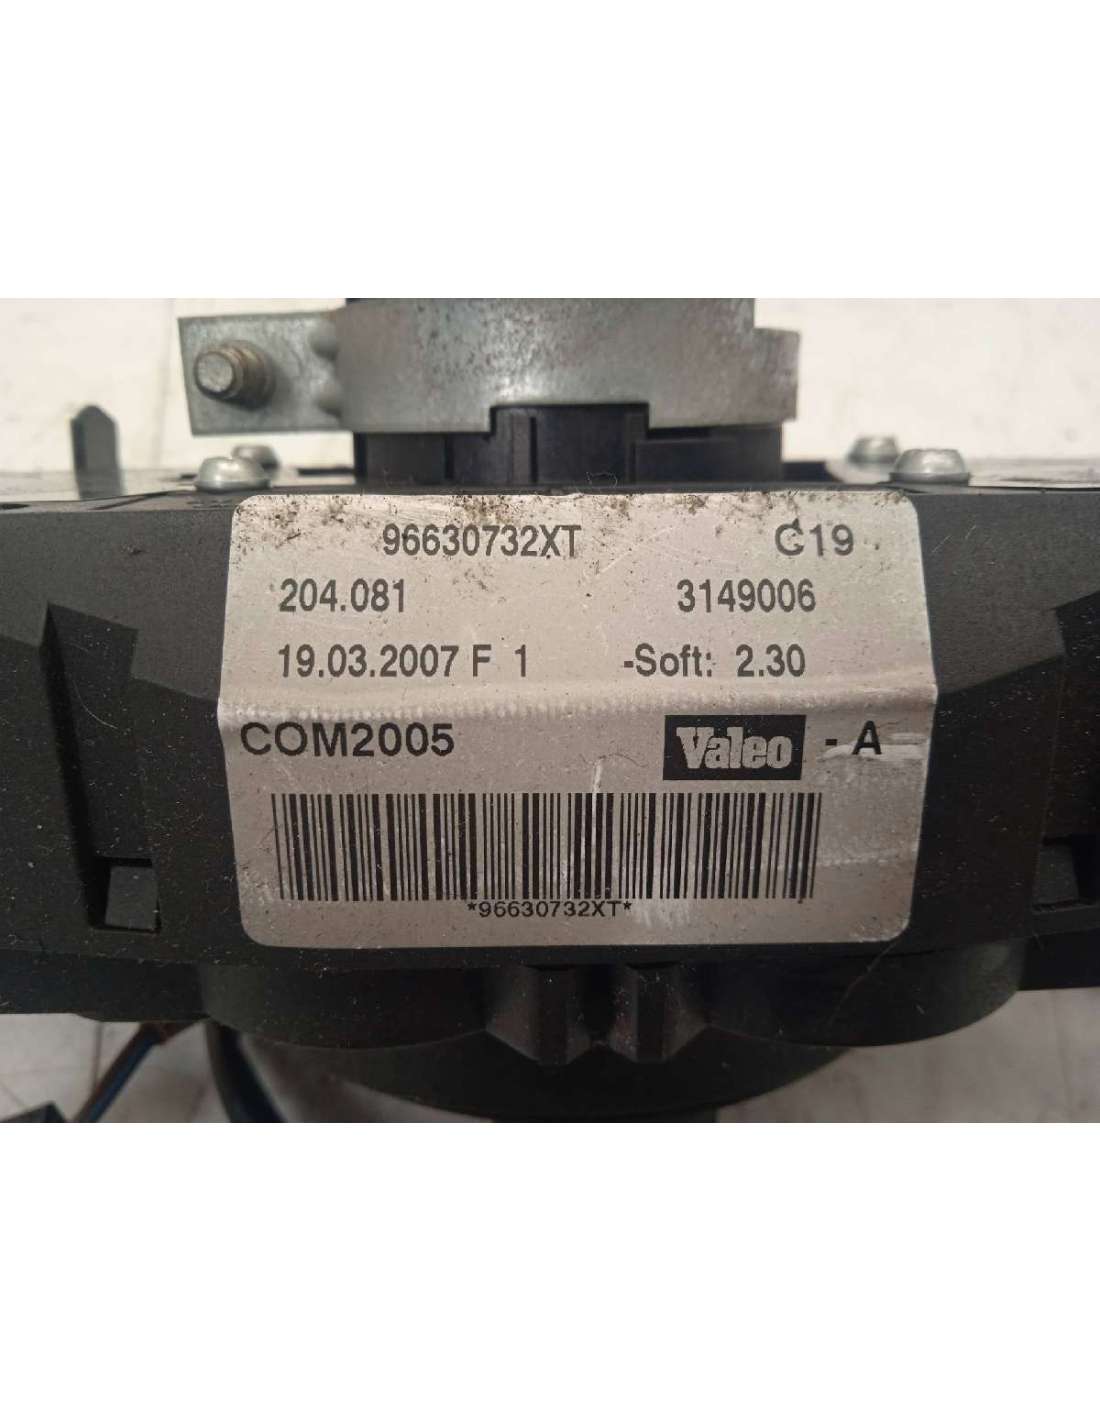 96630732XT G19
204.081 3149006
19.03.2007 F 1 -Soft: 2.30
COM2005 Valeo - A
*96630732XT*